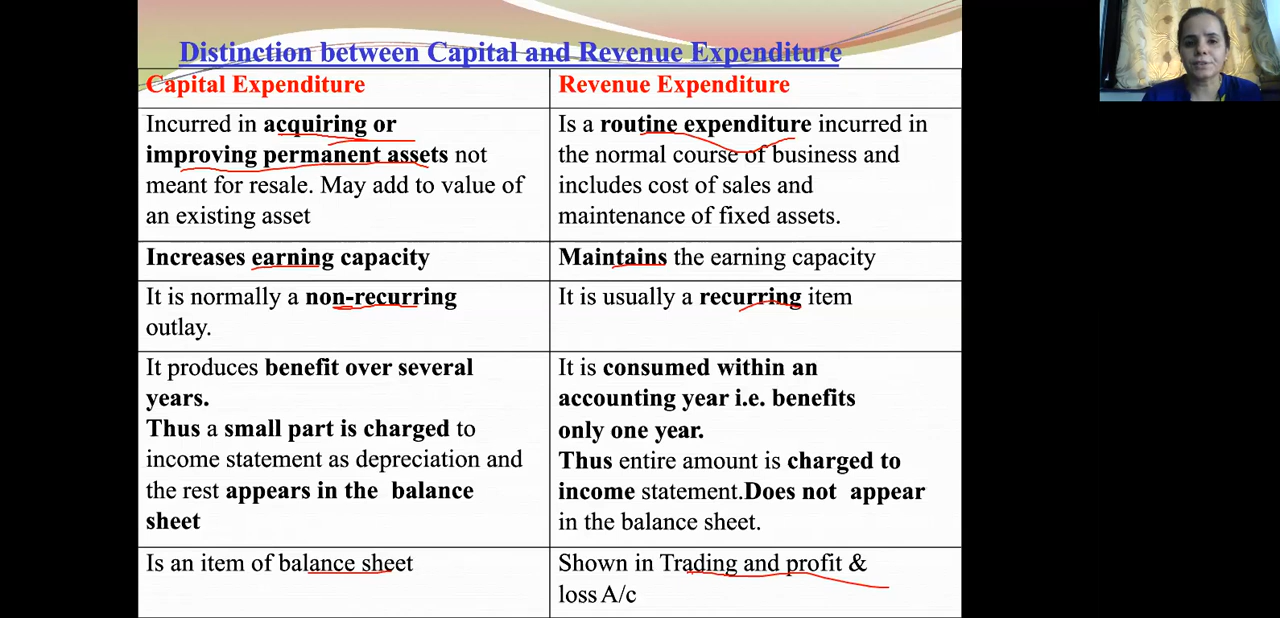 Distinction between Capital and Revenue Expenditure
Capital Expenditure
Revenue Expenditure
Incurred in acquiring or
improving permanent assets not
meant for resale. May add to value of
an existing asset
Is a routine expenditure incurred in
the normal course of business and
includes cost of sales and
maintenance of fixed assets.
Increases earning capacity
Maintains the earning capacity
It is normally a non-recurring
outlay.
It is usually a recurring item
It produces benefit over several
years.
Thus a small part is charged to
income statement as depreciation and
the rest appears in the balance
sheet
It is consumed within an
accounting year i.e. benefits
only one year.
Thus entire amount is charged to
income statement.Does not appear
in the balance sheet.
Is an item of balance sheet
Shown in Trading and profit &
loss A/c